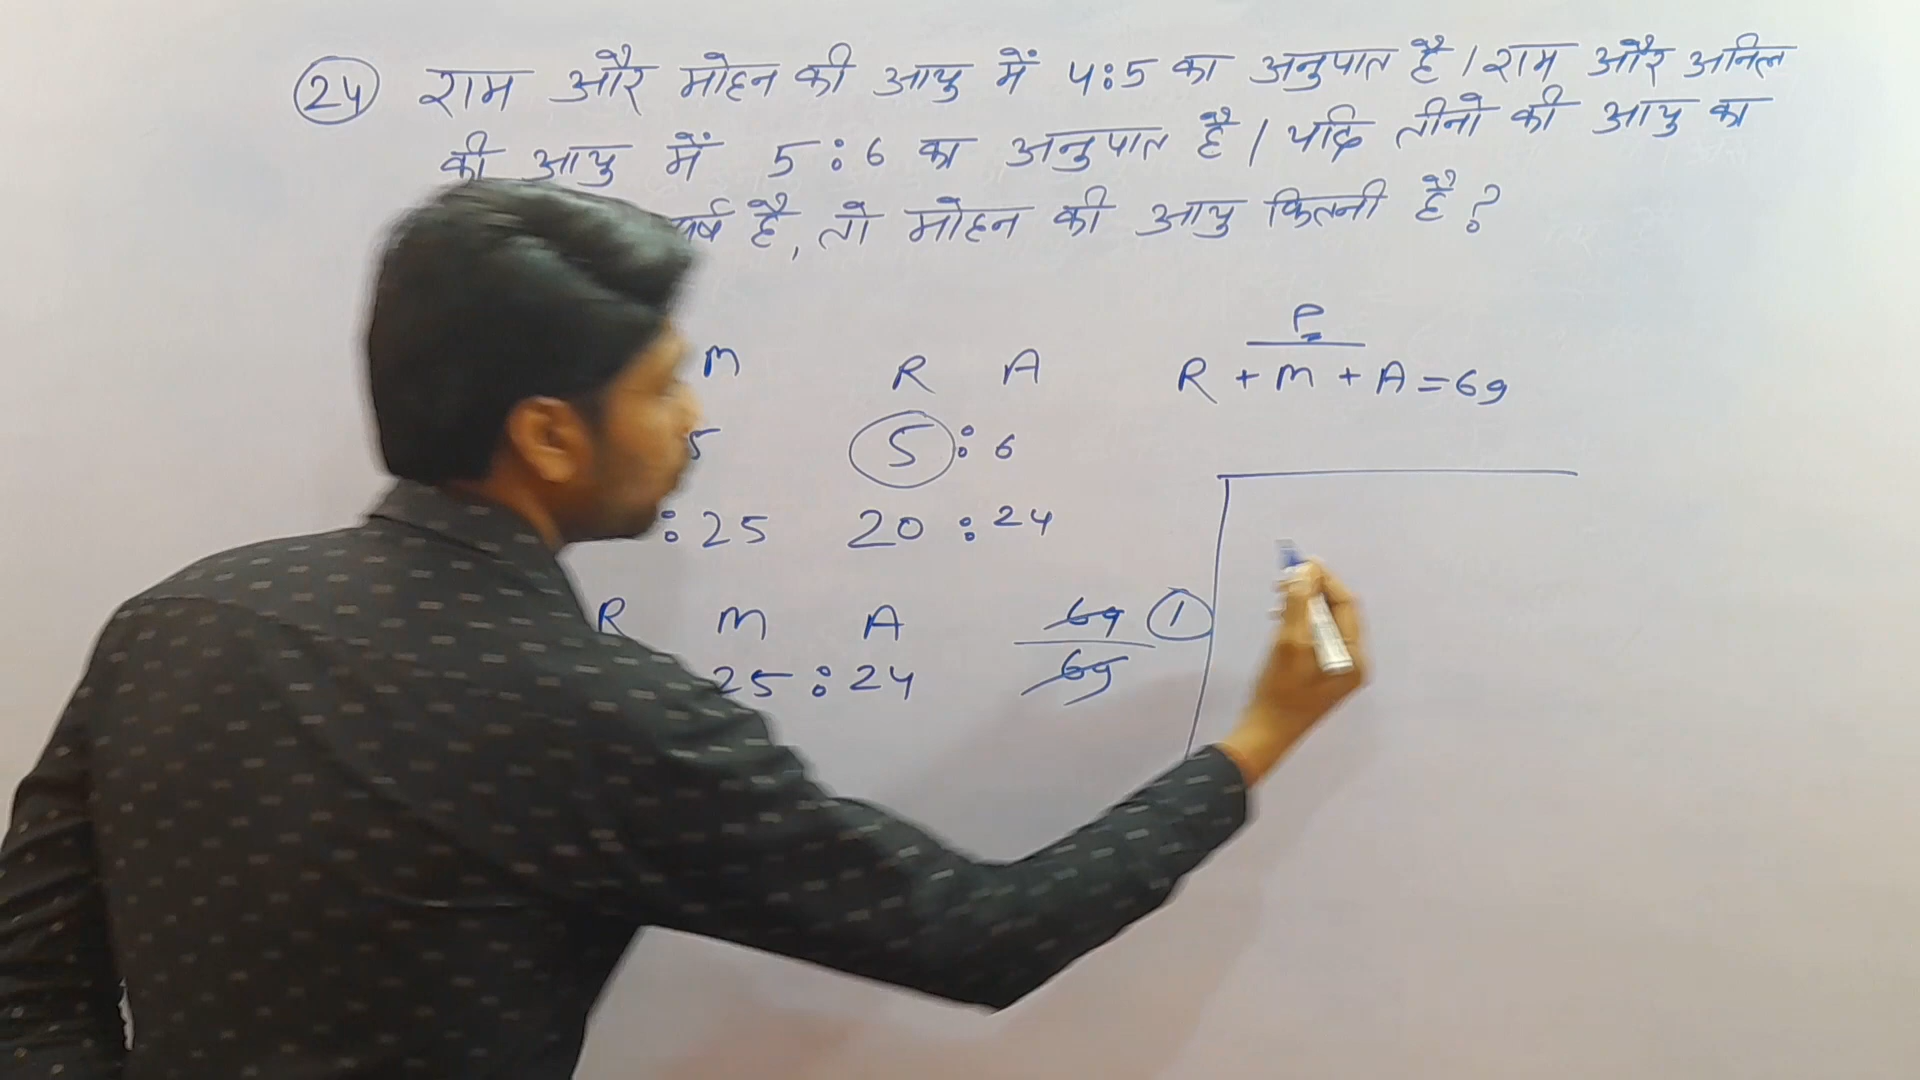 24 राम और मोहन की आयु में 4:5 का अनुपात है। राम और अनिल
की आयु में 5:6 का अनुपात है। यदि तीनो की आयु का
वर्ष है, तो मोहन की आयु कितनी है?
P
M R A R + M + A = 69
5 5 : 6
: 25 20 : 24
R M A 69 1
25 : 24 69